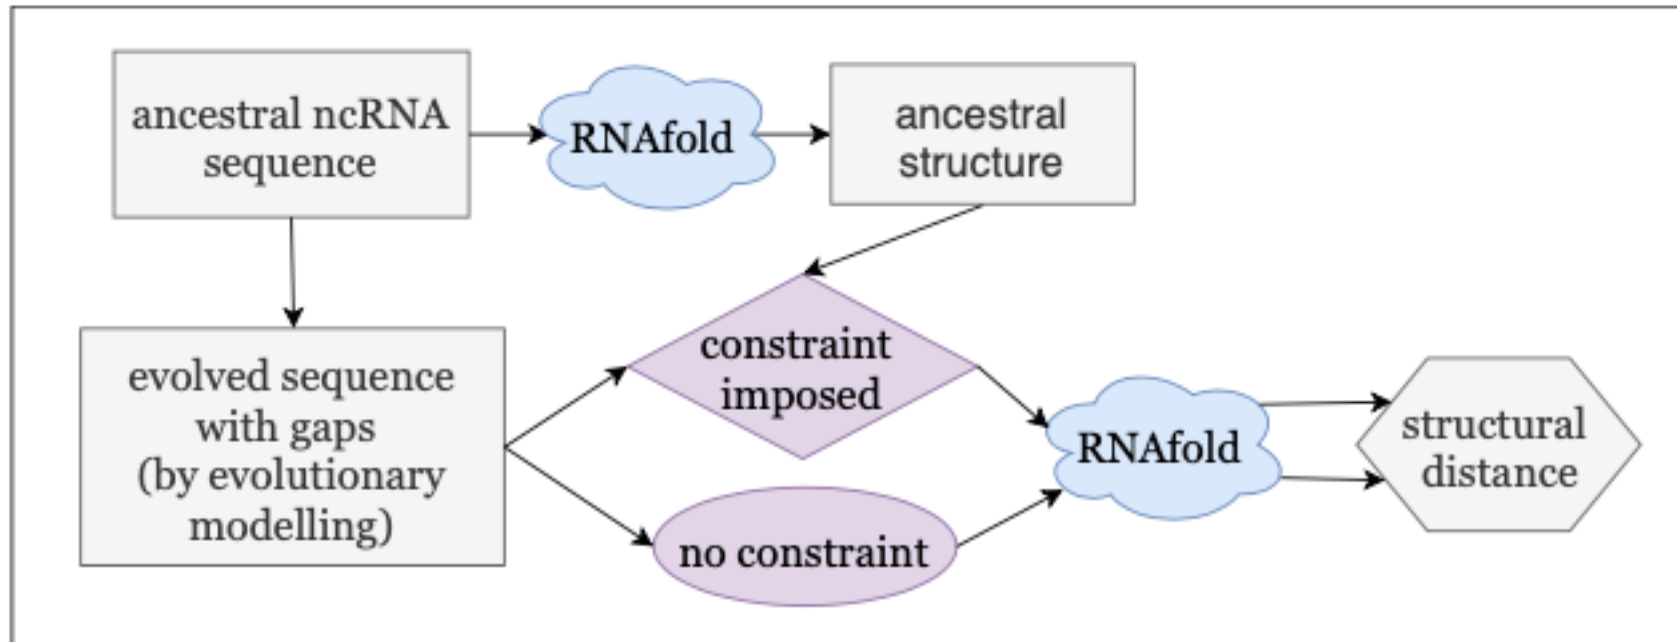 ancestral ncRNA
sequence
RNAfold
ancestral
structure
evolved sequence
with gaps
(by evolutionary
modelling)
constraint
imposed
no constraint
RNAfold
structural
distance